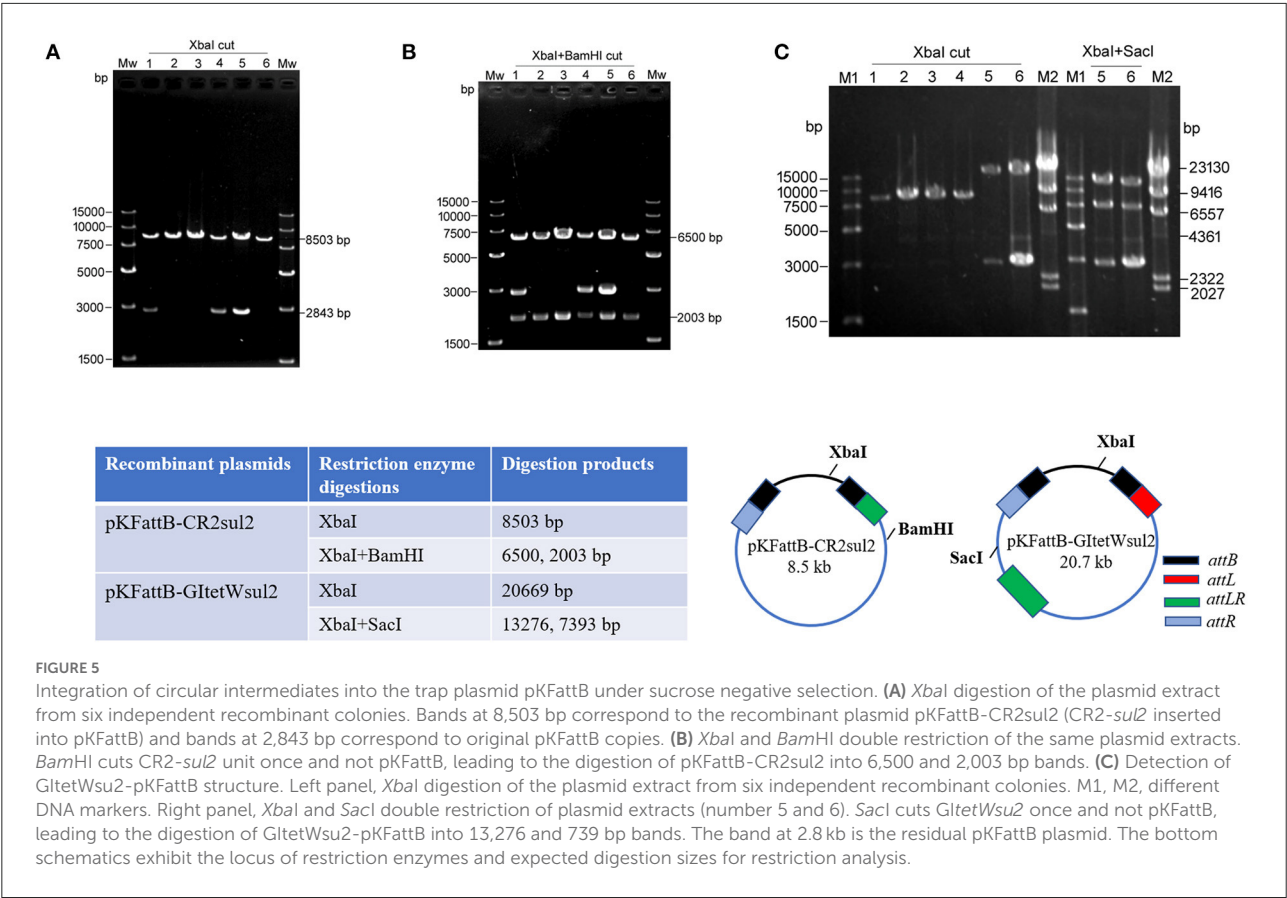 A
XbaI cut
Mw 1 2 3 4 5 6 Mw
bp
15000
10000
7500
5000
3000
1500
8503 bp
2843 bp
B
XbaI+BamHI cut
Mw 1 2 3 4 5 6 Mw
bp
15000
10000
7500
5000
3000
1500
6500 bp
2003 bp
C
XbaI cut XbaI+SacI
M1 1 2 3 4 5 6 M2 M1 5 6 M2
bp
15000
10000
7500
5000
3000
1500
bp
23130
9416
6557
4361
2322
2027
Recombinant plasmids Restriction enzyme digestions Digestion products
pKFattB-CR2sul2 XbaI 8503 bp
XbaI+BamHI 6500, 2003 bp
pKFattB-GItetWsul2 XbaI 20669 bp
XbaI+SacI 13276, 7393 bp
XbaI
BamHI
pKFattB-CR2sul2
8.5 kb
XbaI
SacI
pKFattB-GItetWsul2
20.7 kb
attB
attL
attLR
attR
FIGURE 5
Integration of circular intermediates into the trap plasmid pKFattB under sucrose negative selection. (A) XbaI digestion of the plasmid extract
from six independent recombinant colonies. Bands at 8,503 bp correspond to the recombinant plasmid pKFattB-CR2sul2 (CR2-sul2 inserted
into pKFattB) and bands at 2,843 bp correspond to original pKFattB copies. (B) XbaI and BamHI double restriction of the same plasmid extracts.
BamHI cuts CR2-sul2 unit once and not pKFattB, leading to the digestion of pKFattB-CR2sul2 into 6,500 and 2,003 bp bands. (C) Detection of
GItetWsu2-pKFattB structure. Left panel, XbaI digestion of the plasmid extract from six independent recombinant colonies. M1, M2, different
DNA markers. Right panel, XbaI and SacI double restriction of plasmid extracts (number 5 and 6). SacI cuts GItetWsu2 once and not pKFattB,
leading to the digestion of GItetWsu2-pKFattB into 13,276 and 739 bp bands. The band at 2.8 kb is the residual pKFattB plasmid. The bottom
schematics exhibit the locus of restriction enzymes and expected digestion sizes for restriction analysis.